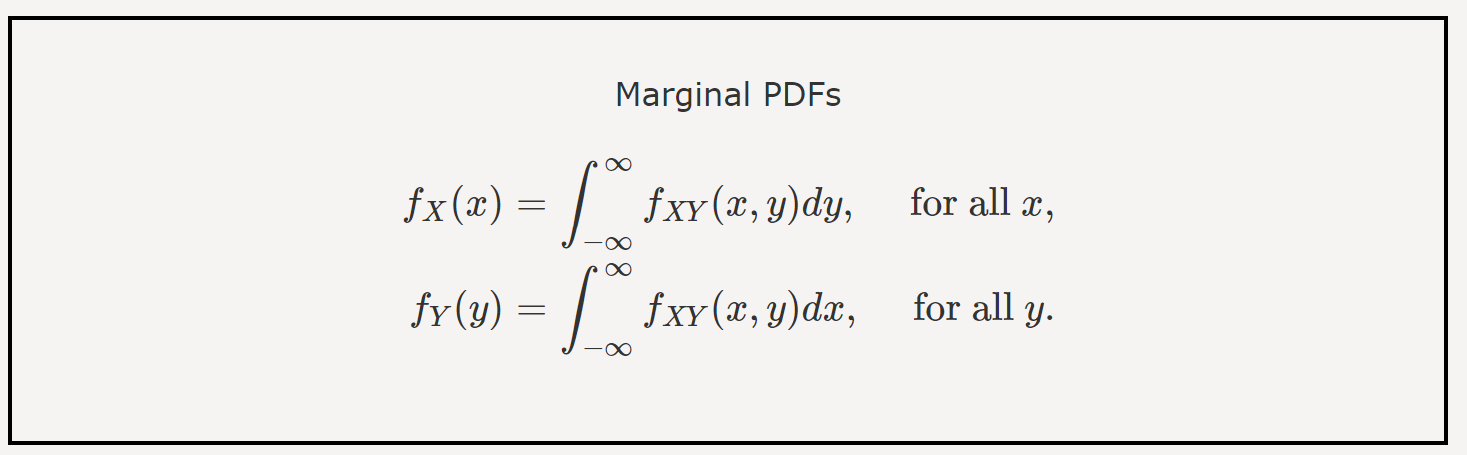 Marginal PDFs
$f_X(x) = \int_{-\infty}^{\infty} f_{XY}(x, y)dy, \quad \text{for all } x,$
$f_Y(y) = \int_{-\infty}^{\infty} f_{XY}(x, y)dx, \quad \text{for all } y.$